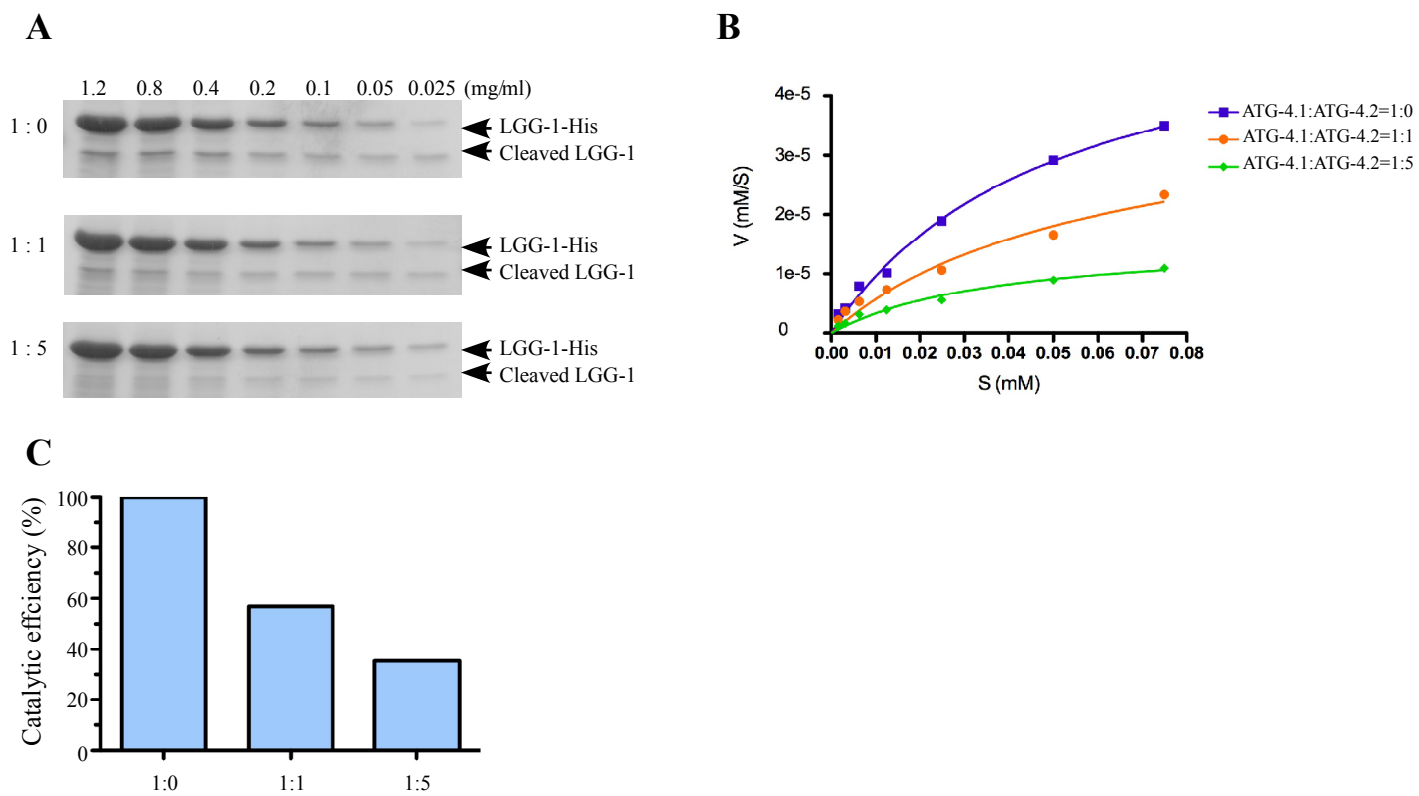 A
1.2 0.8 0.4 0.2 0.1 0.05 0.025 (mg/ml)
1 : 0
LGG-1-His
Cleaved LGG-1
1 : 1
LGG-1-His
Cleaved LGG-1
1 : 5
LGG-1-His
Cleaved LGG-1
B
4e-5
3e-5
2e-5
1e-5
0
V (mM/S)
0.00 0.01 0.02 0.03 0.04 0.05 0.06 0.07 0.08
S (mM)
ATG-4.1:ATG-4.2=1:0
ATG-4.1:ATG-4.2=1:1
ATG-4.1:ATG-4.2=1:5
C
Catalytic effciency (%)
100
80
60
40
20
0
1:0 1:1 1:5